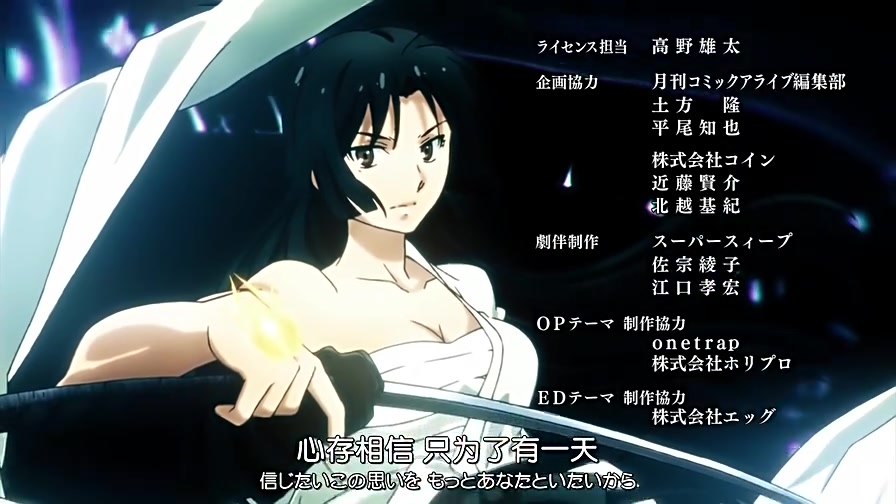 ライセンス担当 高野雄太
企画協力 月刊コミックアライブ編集部
土方 隆
平尾知也
株式会社コイン
近藤賢介
北越基紀
劇伴制作 スーパースィープ
佐宗綾子
江口孝宏
OPテーマ 制作協力
onetrap
株式会社ホリプロ
EDテーマ 制作協力
株式会社エッグ
心存相信 只为了有一天
信じたいこの思いを もっとあなたといたいから